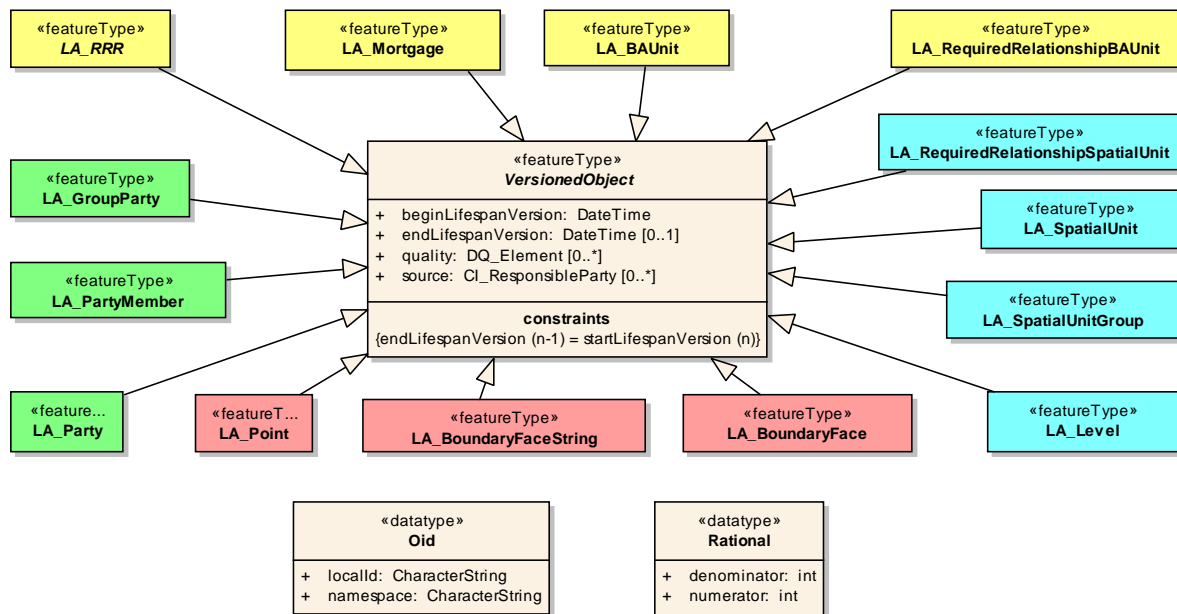 «featureType»
LA_RRR
«featureType»
LA_Mortgage
«featureType»
LA_BAUnit
«featureType»
LA_RequiredRelationshipBAUnit
«featureType»
LA_RequiredRelationshipSpatialUnit
«featureType»
LA_GroupParty
«featureType»
VersionedObject
+ beginLifespanVersion: DateTime
+ endLifespanVersion: DateTime [0..1]
+ quality: DQ_Element [0..*]
+ source: CI_ResponsibleParty [0..*]
constraints
{endLifespanVersion (n-1) = startLifespanVersion (n)}
«featureType»
LA_SpatialUnit
«featureType»
LA_PartyMember
«featureType»
LA_SpatialUnitGroup
«feature...
LA_Party
«featureT...
LA_Point
«featureType»
LA_BoundaryFaceString
«featureType»
LA_BoundaryFace
«featureType»
LA_Level
«datatype»
Oid
+ localId: CharacterString
+ namespace: CharacterString
«datatype»
Rational
+ denominator: int
+ numerator: int